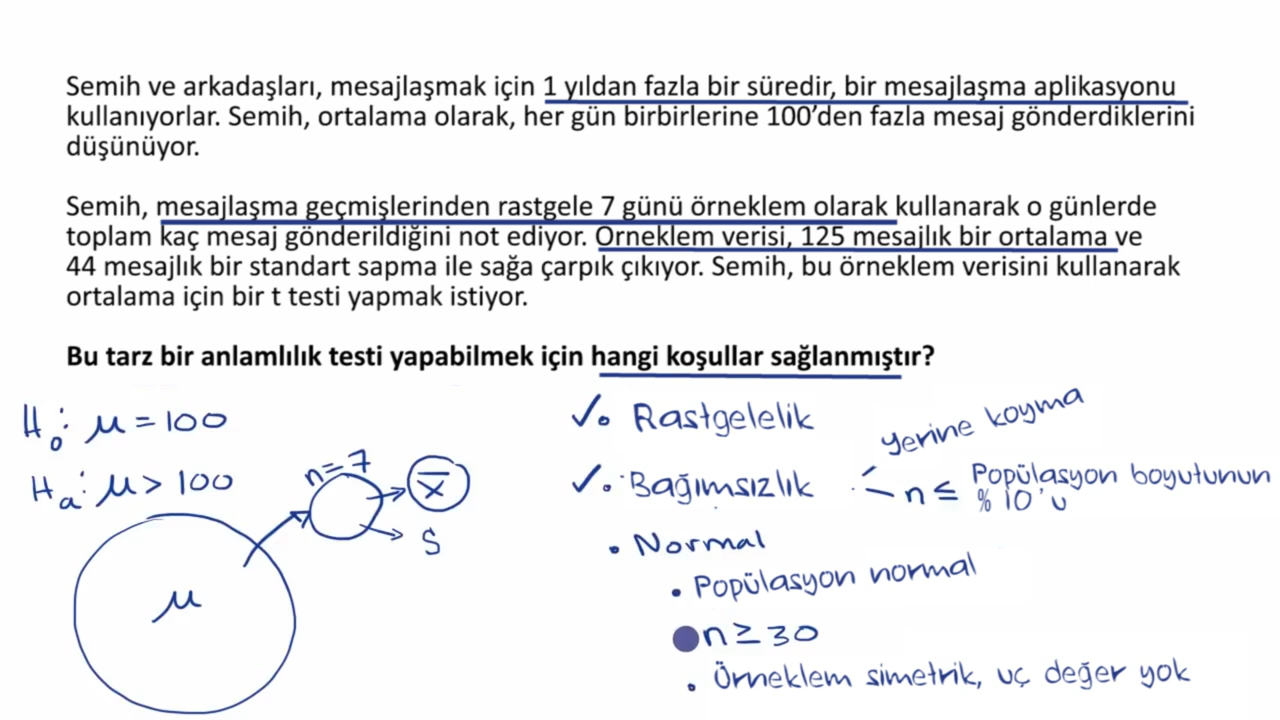 Semih ve arkadaşları, mesajlaşmak için 1 yıldan fazla bir süredir, bir mesajlaşma aplikasyonu
kullanıyorlar. Semih, ortalama olarak, her gün birbirlerine 100'den fazla mesaj gönderdiklerini
düşünüyor.
Semih, mesajlaşma geçmişlerinden rastgele 7 günü örneklem olarak kullanarak o günlerde
toplam kaç mesaj gönderildiğini not ediyor. Örneklem verisi, 125 mesajlık bir ortalama ve
44 mesajlık bir standart sapma ile sağa çarpık çıkıyor. Semih, bu örneklem verisini kullanarak
ortalama için bir t testi yapmak istiyor.
Bu tarz bir anlamlılık testi yapabilmek için hangi koşullar sağlanmıştır?
H₀: μ = 100
Hₐ: μ > 100
n=7
x̄
S
μ
✓• Rastgelelik
✓• Bağımsızlık
yerine koyma
n ≤ Popülasyon boyutunun
% 10'u
• Normal
• Popülasyon normal
n ≥ 30
• Örneklem simetrik, uç değer yok